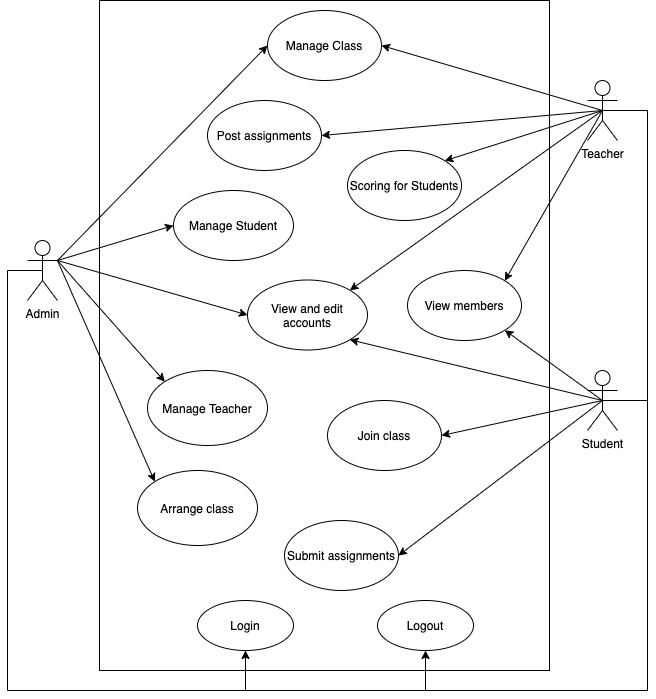 Manage Class
Post assignments
Teacher
Scoring for Students
Manage Student
Admin
View and edit
accounts
View members
Manage Teacher
Join class
Student
Arrange class
Submit assignments
Login
Logout